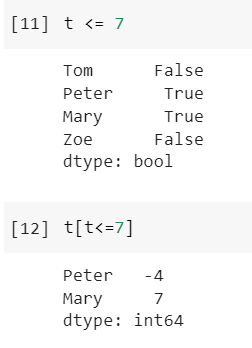 [11] t <= 7
Tom False
Peter True
Mary True
Zoe False
dtype: bool
[12] t[t<=7]
Peter -4
Mary 7
dtype: int64